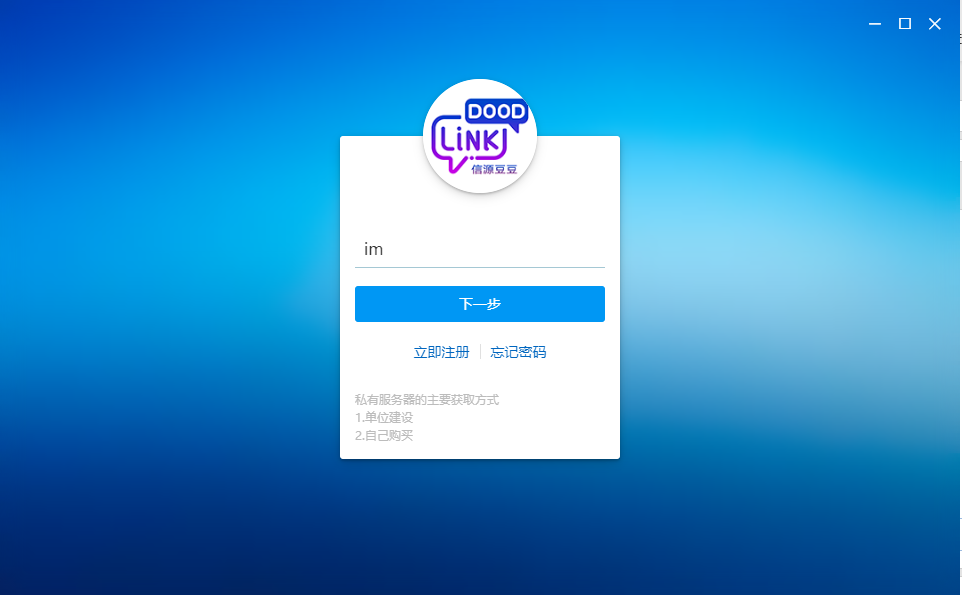 DOOD
LiNKJ
信源豆豆
im
下一步
立即注册 忘记密码
私有服务器的主要获取方式
1.单位建设
2.自己购买